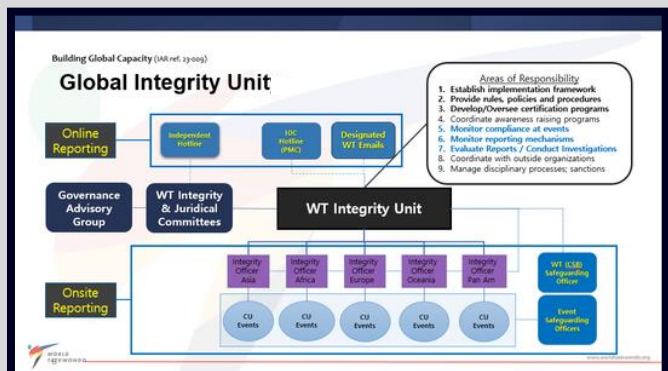 Building Global Capacity (IAR ref. 23-009)
Global Integrity Unit
Areas of Responsibility
1. Establish implementation framework
2. Provide rules, policies and procedures
3. Develop/Oversee certification programs
4. Coordinate awareness raising programs
5. Monitor compliance at events
6. Monitor reporting mechanisms
7. Evaluate Reports / Conduct Investigations
8. Coordinate with outside organizations
9. Manage disciplinary processes; sanctions
Online
Reporting
Independent
Hotline
IOC
Hotline
(PMC)
Designated
WT Emails
Governance
Advisory
Group
WT Integrity
& Juridical
Committees
WT Integrity Unit
Integrity
Officer
Asia
Integrity
Officer
Africa
Integrity
Officer
Europe
Integrity
Officer
Oceania
Integrity
Officer
Pan Am
WT (CSB)
Safeguarding
Officer
Onsite
Reporting
CU
Events
CU
Events
CU
Events
CU
Events
CU
Events
Event
Safeguarding
Officers
WORLD
TAEKWONDO
www.worldtaekwondo.org